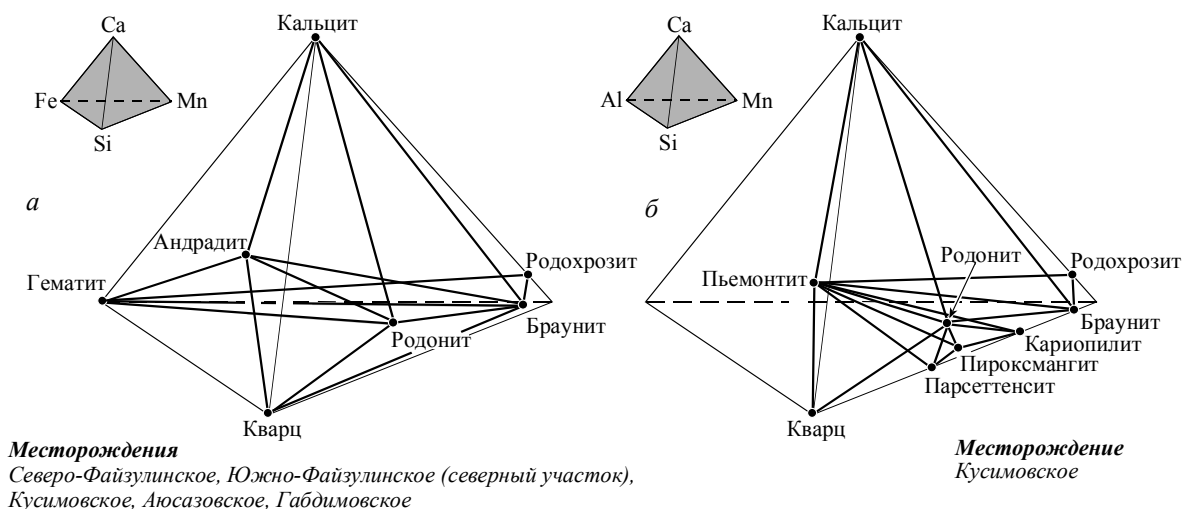 Ca
Fe
Mn
Si
а
Кальцит
Андрадит
Гематит
Родохрозит
Браунит
Родонит
Кварц
Месторождения
Северо-Файзулинское, Южно-Файзулинское (северный участок),
Кусимовское, Аюсазовское, Габдимовское
Ca
Al
Mn
Si
б
Кальцит
Родонит
Родохрозит
Пьемонтит
Браунит
Кариопилит
Пироксмангит
Парсеттенсит
Кварц
Месторождение
Кусимовское